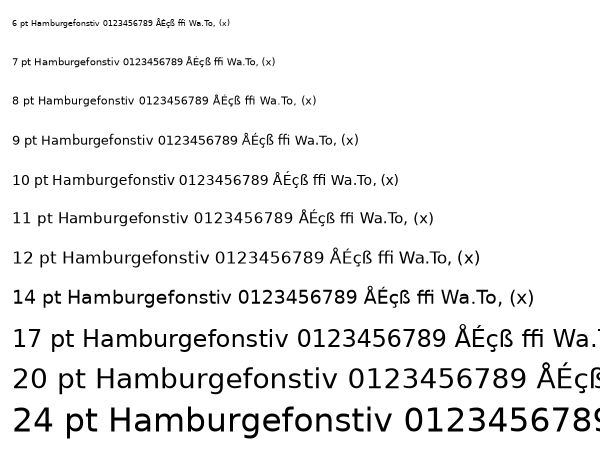 6 pt Hamburgefonstiv 0123456789 ÅÉçß ffi Wa.To, (x)
7 pt Hamburgefonstiv 0123456789 ÅÉçß ffi Wa.To, (x)
8 pt Hamburgefonstiv 0123456789 ÅÉçß ffi Wa.To, (x)
9 pt Hamburgefonstiv 0123456789 ÅÉçß ffi Wa.To, (x)
10 pt Hamburgefonstiv 0123456789 ÅÉçß ffi Wa.To, (x)
11 pt Hamburgefonstiv 0123456789 ÅÉçß ffi Wa.To, (x)
12 pt Hamburgefonstiv 0123456789 ÅÉçß ffi Wa.To, (x)
14 pt Hamburgefonstiv 0123456789 ÅÉçß ffi Wa.To, (x)
17 pt Hamburgefonstiv 0123456789 ÅÉçß ffi Wa.
20 pt Hamburgefonstiv 0123456789 ÅÉçß
24 pt Hamburgefonstiv 0123456789